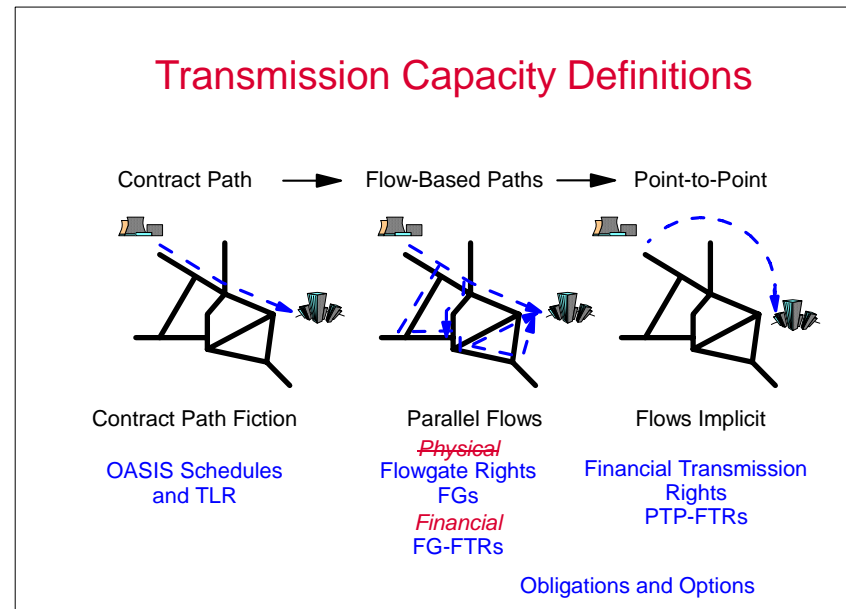 Transmission Capacity Definitions
Contract Path
Flow-Based Paths
Point-to-Point
Contract Path Fiction
Parallel Flows
Flows Implicit
OASIS Schedules
and TLR
Physical
Flowgate Rights
FGs
Financial
FG-FTRs
Financial Transmission
Rights
PTP-FTRs
Obligations and Options